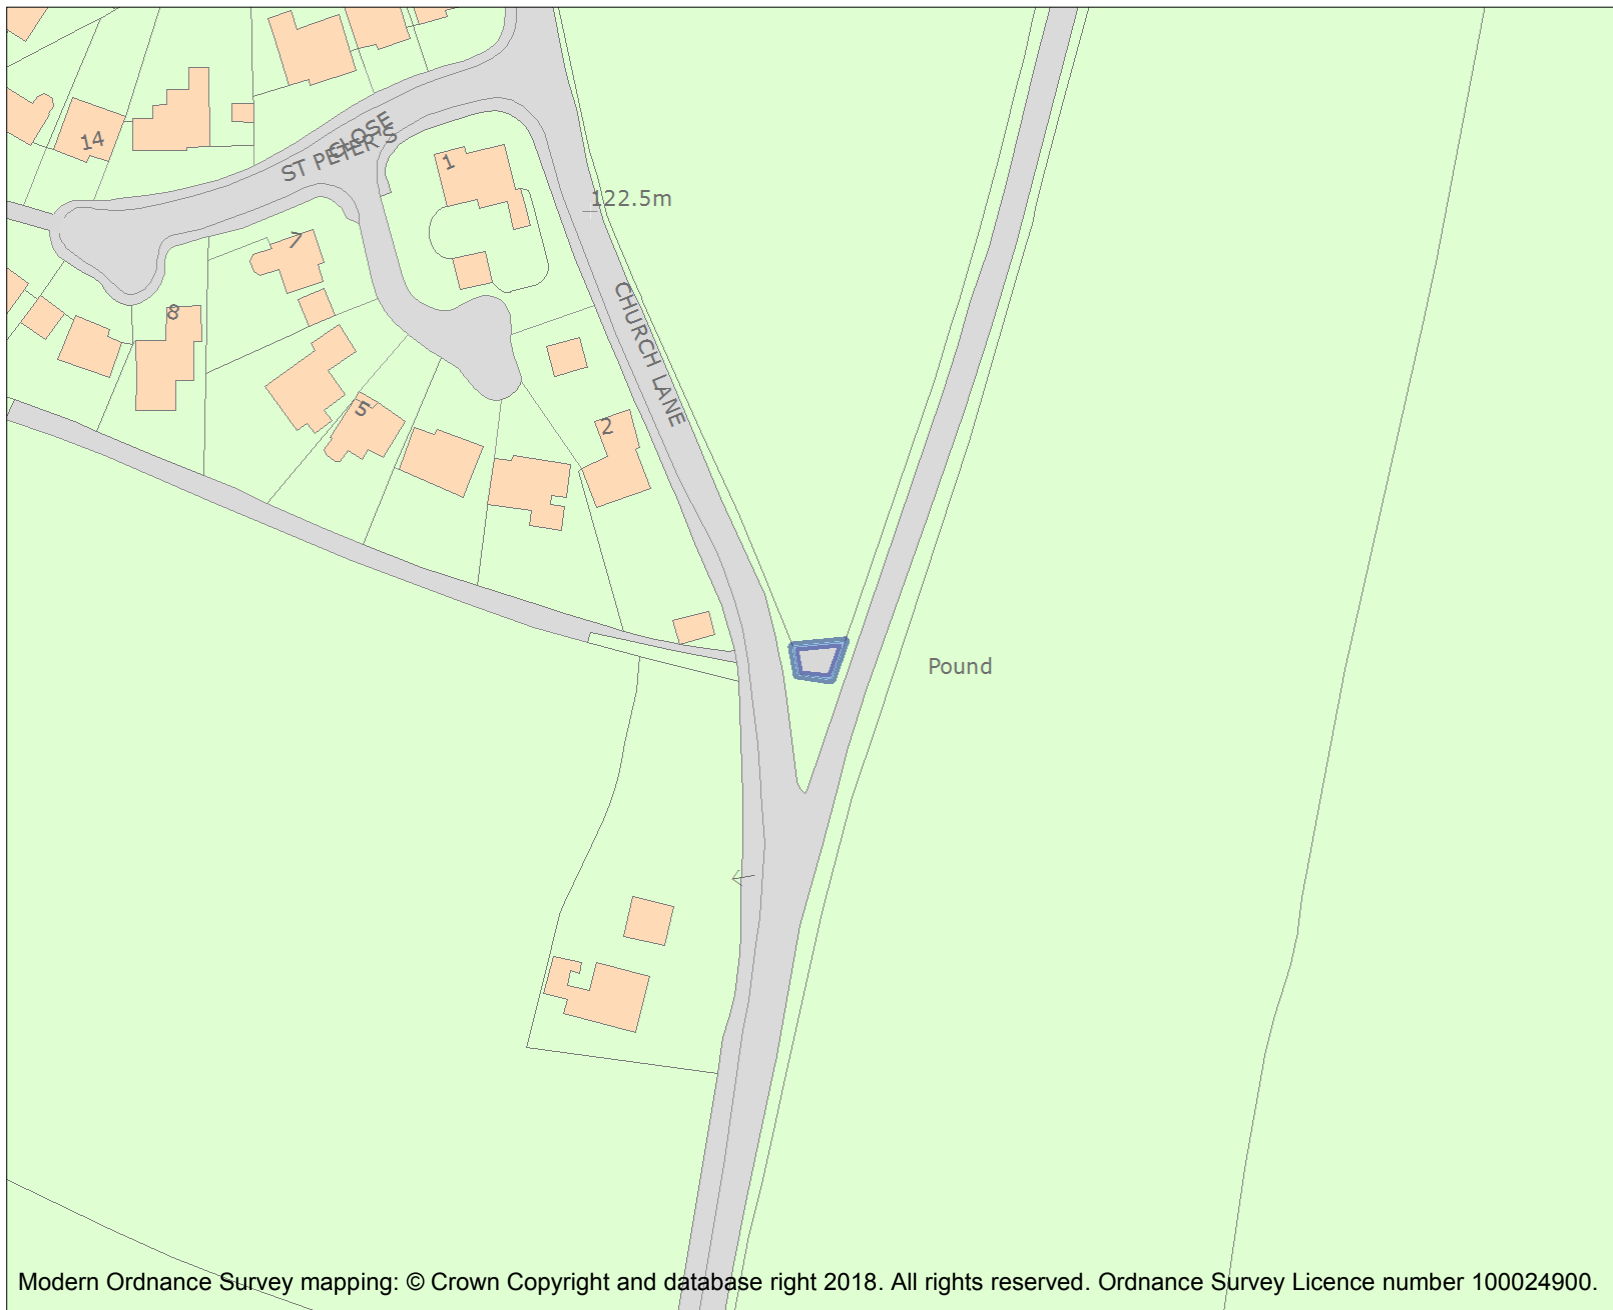 14
ST PETER'S
CLOSE
1
122.5m
7
8
CHURCH LANE
5
2
Pound
Modern Ordnance Survey mapping: © Crown Copyright and database right 2018. All rights reserved. Ordnance Survey Licence number 100024900.